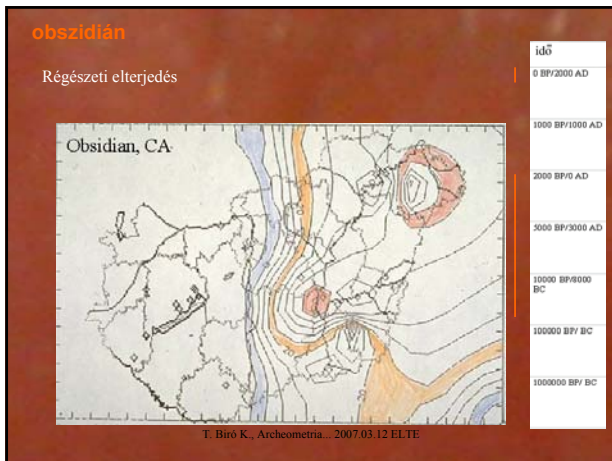 obszidián
Régészeti elterjedés
Obsidian, CA
idő
0 BP/2000 AD
1000 BP/1000 AD
2000 BP/0 AD
5000 BP/3000 AD
10000 BP/8000
BC
100000 BP/ BC
1000000 BP/ BC
T. Biró K., Archeometria... 2007.03.12 ELTE